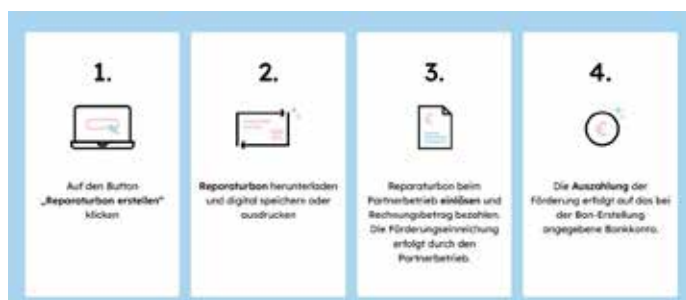 1.
Auf den Button
„Reparaturbon erstellen“
klicken
2.
Reparaturbon herunterladen
und digital speichern oder
ausdrucken
3.
€
Reparaturbon beim
Partnerbetrieb einlösen und
Rechnungsbetrag bezahlen.
Die Förderungseinreichung
erfolgt durch den
Partnerbetrieb.
4.
€
Die Auszahlung der
Förderung erfolgt auf das bei
der Bon-Erstellung
angegebene Bankkonto.